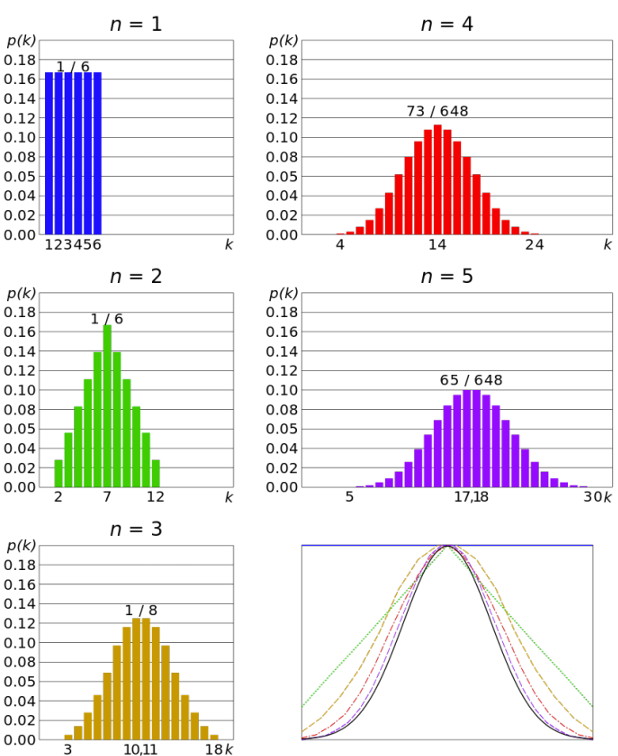 n = 1
p(k)
0.18
0.16
0.14
0.12
0.10
0.08
0.06
0.04
0.02
0.00
1 / 6
123456
k
n = 2
p(k)
0.18
0.16
0.14
0.12
0.10
0.08
0.06
0.04
0.02
0.00
1 / 6
2 7 12 k
n = 3
p(k)
0.18
0.16
0.14
0.12
0.10
0.08
0.06
0.04
0.02
0.00
1 / 8
3 10,11 18 k
n = 4
p(k)
0.18
0.16
0.14
0.12
0.10
0.08
0.06
0.04
0.02
0.00
73 / 648
4 14 24 k
n = 5
p(k)
0.18
0.16
0.14
0.12
0.10
0.08
0.06
0.04
0.02
0.00
65 / 648
5 17,18 30 k